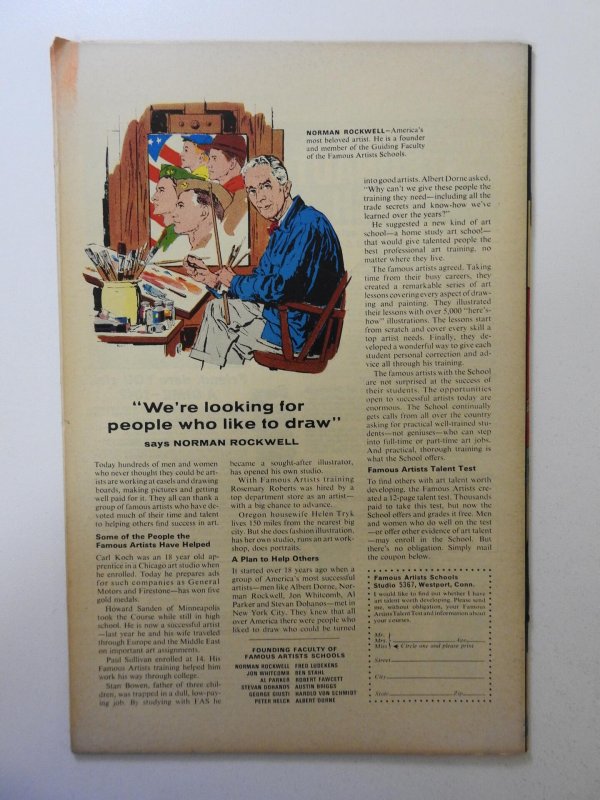 NORMAN ROCKWELL—America's
most beloved artist. He is a founder
and member of the Guiding Faculty
of the Famous Artists Schools.
"We're looking for
people who like to draw"
says NORMAN ROCKWELL
Today hundreds of men and women
who never thought they could be art-
ists are working at easels and drawing
boards, making pictures and getting
well paid for it. They all can thank a
group of famous artists who have de-
voted much of their time and talent
to helping others find success in art.
Some of the People the
Famous Artists Have Helped
Carl Koch was an 18 year old ap-
prentice in a Chicago art studio when
he enrolled. Today he prepares ads
for such companies as General
Motors and Firestone—has won five
gold medals.
Howard Sanden of Minneapolis
took the Course while still in high
school. He is now a successful artist
—last year he and his wife traveled
through Europe and the Middle East
on important art assignments.
Paul Sullivan enrolled at 14. His
Famous Artists training helped him
work his way through college.
Stan Bowen, father of three chil-
dren, was trapped in a dull, low-pay-
ing job. By studying with FAS he
became a sought-after illustrator,
has opened his own studio.
With Famous Artists training
Rosemary Roberts was hired by a
top department store as an artist—
with a big chance to advance.
Oregon housewife Helen Tryk
lives 150 miles from the nearest big
city. But she does fashion illustration,
has her own studio, runs an art work-
shop, does portraits.
A Plan to Help Others
It started over 18 years ago when a
group of America's most successful
artists—men like Albert Dorne, Nor-
man Rockwell, Jon Whitcomb, Al
Parker and Stevan Dohanos—met in
New York City. They knew that all
over America there were people who
liked to draw who could be turned
FOUNDING FACULTY OF
FAMOUS ARTISTS SCHOOLS
NORMAN ROCKWELL FRED LUDEKENS
JON WHITCOMB BEN STAHL
AL PARKER ROBERT FAWCETT
STEVAN DOHANOS AUSTIN BRIGGS
GEORGE GIUSTI HAROLD VON SCHMIDT
PETER HELCK ALBERT DORNE
into good artists. Albert Dorne asked,
"Why can't we give these people the
training they need—including all the
trade secrets and know-how we've
learned over the years?"
He suggested a new kind of art
school—a home study art school—
that would give talented people the
best professional art training, no
matter where they live.
The famous artists agreed. Taking
time from their busy careers, they
created a remarkable series of art
lessons covering every aspect of draw-
ing and painting. They illustrated
their lessons with over 5,000 "here's-
how" illustrations. The lessons start
from scratch and cover every skill a
top artist needs. Finally, they de-
veloped a wonderful way to give each
student personal correction and ad-
vice all through his training.
The famous artists with the School
are not surprised at the success of
their students. The opportunities
open to successful artists today are
enormous. The School continually
gets calls from all over the country
asking for practical well-trained stu-
dents—not geniuses—who can step
into full-time or part-time art jobs.
And practical, thorough training is
what the School offers.
Famous Artists Talent Test
To find others with art talent worth
developing, the Famous Artists cre-
ated a 12-page talent test. Thousands
paid to take this test, but now the
School offers and grades it free. Men
and women who do well on the test
—or offer other evidence of art talent
—may enroll in the School. But
there's no obligation. Simply mail
the coupon below.
Famous Artists Schools
Studio 5367, Westport, Conn.
I would like to find out whether I have
art talent worth developing. Please send
me, without obligation, your Famous
Artists Talent Test and information about
your courses.
Mr.
Mrs. Age
Miss Circle one and please print
Street
City
State Zip